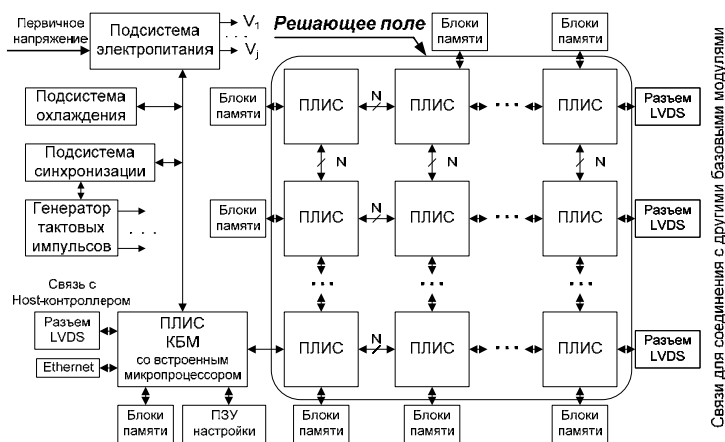 Первичное
напряжение
Подсистема
электропитания
V1
. . .
Vj
Решающее поле
Блоки
памяти
Блоки
памяти
Подсистема
охлаждения
Блоки
памяти
ПЛИС
N
ПЛИС
...
ПЛИС
Разъем
LVDS
N
N
N
Подсистема
синхронизации
Генератор
тактовых
импульсов
. . .
Блоки
памяти
ПЛИС
N
ПЛИС
...
ПЛИС
Разъем
LVDS
...
...
...
Связь с
Host-контроллером
Разъем
LVDS
Ethernet
ПЛИС
КБМ
со встроенным
микропроцессором
ПЛИС
N
ПЛИС
...
ПЛИС
Разъем
LVDS
Блоки
памяти
ПЗУ
настройки
Блоки
памяти
Блоки
памяти
Блоки
памяти
Связи для соединения с другими базовыми модулями